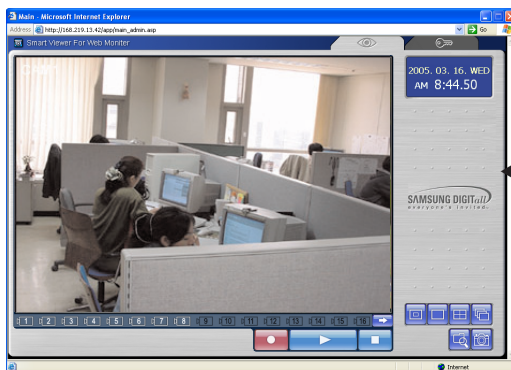 Main - Microsoft Internet Explorer
Address http://168.219.13.42/app/main_admin.asp Go
Smart Viewer For Web Moniter
2005. 03. 16. WED
AM 8:44.50
SAMSUNG DIGITall
everyone's invited
1 2 3 4 5 6 7 8 9 10 11 12 13 14 15 16
Internet